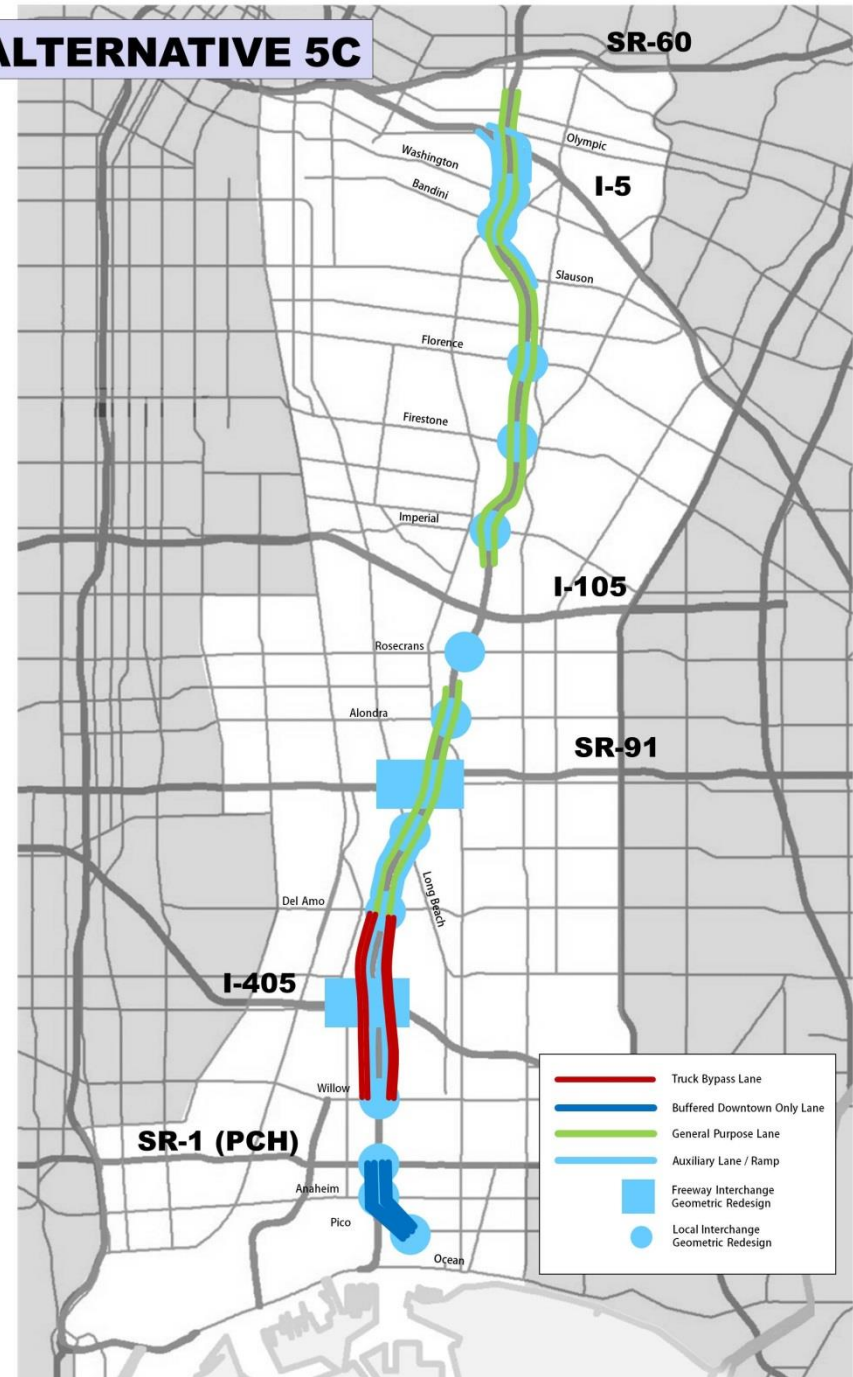 ALTERNATIVE 5C
SR-60
Olympic
Washington
I-5
Bandini
Slauson
Florence
Firestone
Imperial
I-105
Rosecrans
Alondra
SR-91
Long Beach
Del Amo
I-405
Willow
SR-1 (PCH)
Anaheim
Pico
Ocean
Truck Bypass Lane
Buffered Downtown Only Lane
General Purpose Lane
Auxiliary Lane / Ramp
Freeway Interchange
Geometric Redesign
Local Interchange
Geometric Redesign